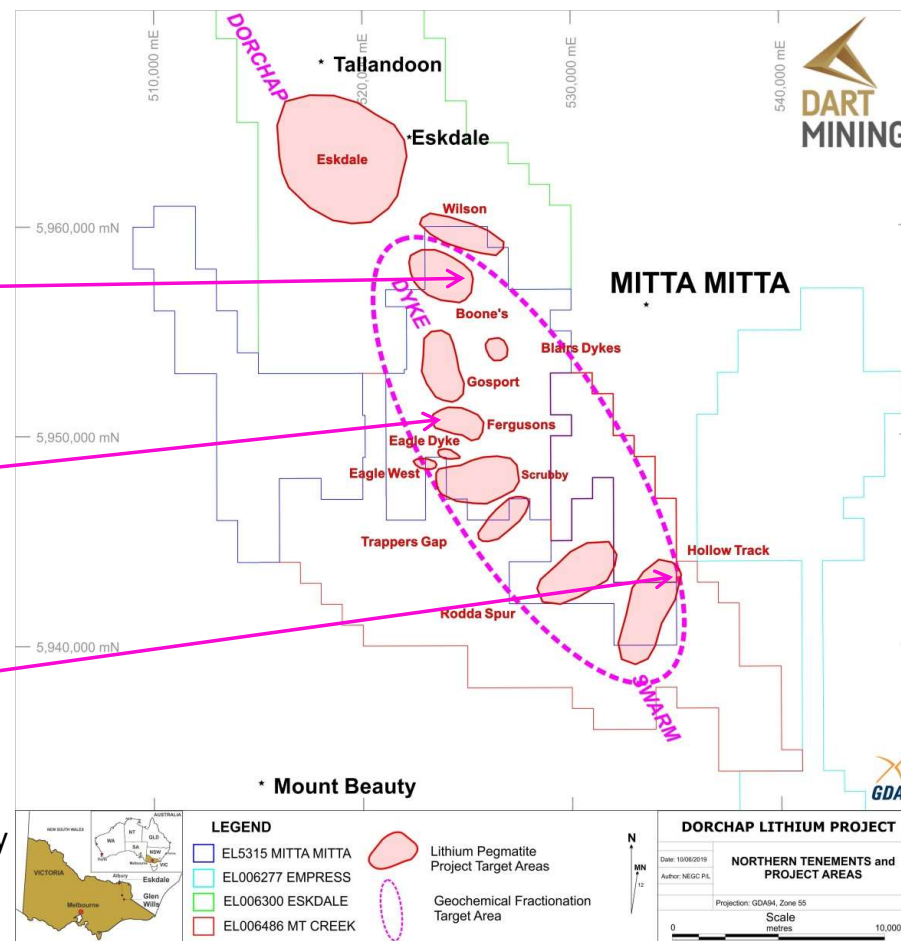 510,000 mE
520,000 mE
530,000 mE
540,000 mE
DORCHAP
Tallandoon
DART
MINING
Eskdale
Eskdale
Wilson
5,960,000 mN
MITTA MITTA
DYKE
Boone's
Blairs Dykes
Gosport
5,950,000 mN
Fergusons
Eagle Dyke
Eagle West
Scrubby
Trappers Gap
Hollow Track
Rodda Spur
5,940,000 mN
SWARM
Mount Beauty
GDA
y
NEW SOUTH WALES
VICTORIA
Melbourne
AUSTRALIA
WA
NT
QLD
SA
NSW
VIC
Albury
Eskdale
Glen
Wills
LEGEND
EL5315 MITTA MITTA
EL006277 EMPRESS
EL006300 ESKDALE
EL006486 MT CREEK
Lithium Pegmatite
Project Target Areas
Geochemical Fractionation
Target Area
N
MN
12
DORCHAP LITHIUM PROJECT
Date: 10/06/2019
Author: NEGC P/L
NORTHERN TENEMENTS and
PROJECT AREAS
Projection: GDA94, Zone 55
Scale
metres
0
10,000